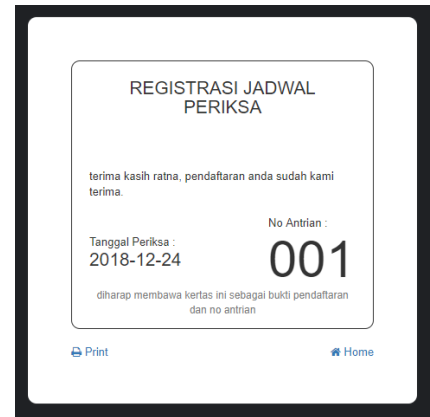 REGISTRASI JADWAL
PERIKSA
terima kasih ratna, pendaftaran anda sudah kami
terima.
No Antrian :
Tanggal Periksa :
001
2018-12-24
diharap membawa kertas ini sebagai bukti pendaftaran
dan no antrian
Print
Home